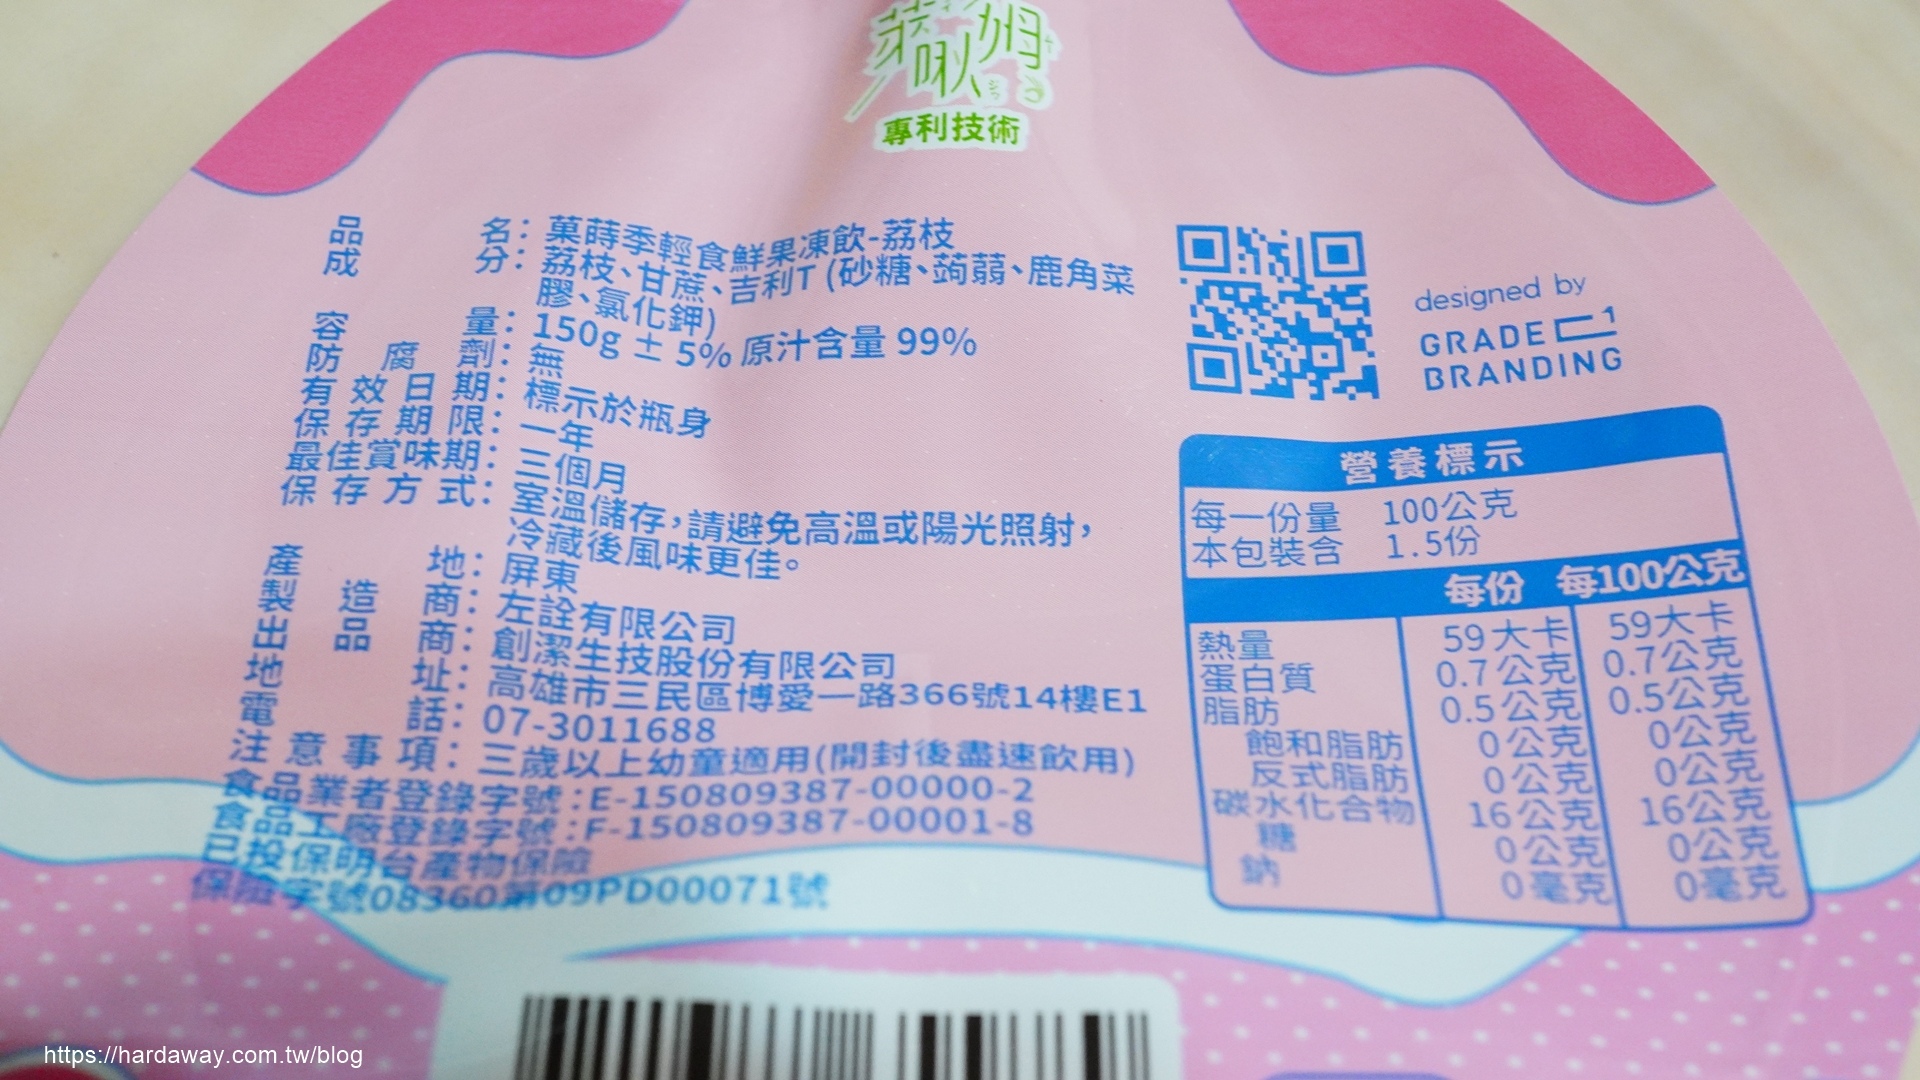 萊啾姆
專利技術
品名：菓蒔季輕食鮮果凍飲-荔枝
成分：荔枝、甘蔗、吉利T (砂糖、蒟蒻、鹿角菜
膠、氯化鉀)
容量：150g ± 5% 原汁含量 99%
防腐劑：無
有效日期：標示於瓶身
保存期限：一年
最佳賞味期：三個月
保存方式：室溫儲存，請避免高溫或陽光照射，
冷藏後風味更佳。
產地：屏東
製造商：左詮有限公司
出品商：創潔生技股份有限公司
地址：高雄市三民區博愛一路366號14樓E1
電話：07-3011688
注意事項：三歲以上幼童適用(開封後盡速飲用)
食品業者登錄字號：E-150809387-00000-2
食品工廠登錄字號：F-150809387-00001-8
已投保明台產物保險
保險字號08360第09PD00071號
designed by
GRADE 1
BRANDING
營養標示
每一份量 100公克
本包裝含 1.5份
每份 每100公克
熱量 59大卡 59大卡
蛋白質 0.7公克 0.7公克
脂肪 0.5公克 0.5公克
飽和脂肪 0公克 0公克
反式脂肪 0公克 0公克
碳水化合物 16公克 16公克
糖 0公克 0公克
鈉 0毫克 0毫克
https://hardaway.com.tw/blog